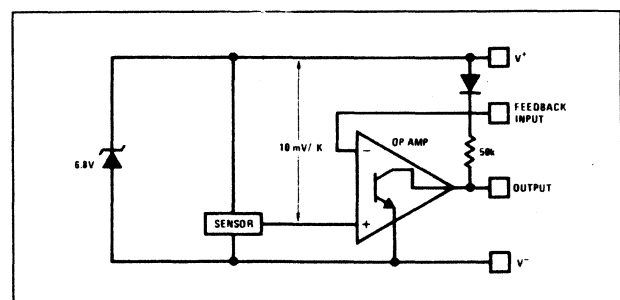 V+
FEEDBACK
INPUT
10 mV/ K
OP AMP
6.8V
50k
−
OUTPUT
SENSOR
+
V−